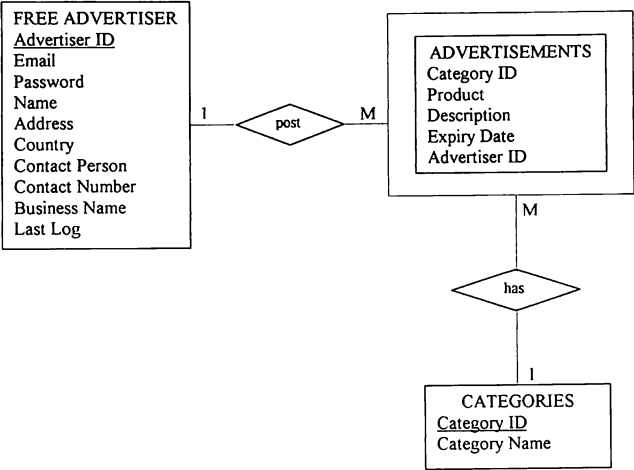 FREE ADVERTISER
Advertiser ID
Email
Password
Name
Address
Country
Contact Person
Contact Number
Business Name
Last Log
1
post
M
ADVERTISEMENTS
Category ID
Product
Description
Expiry Date
Advertiser ID
M
has
1
CATEGORIES
Category ID
Category Name